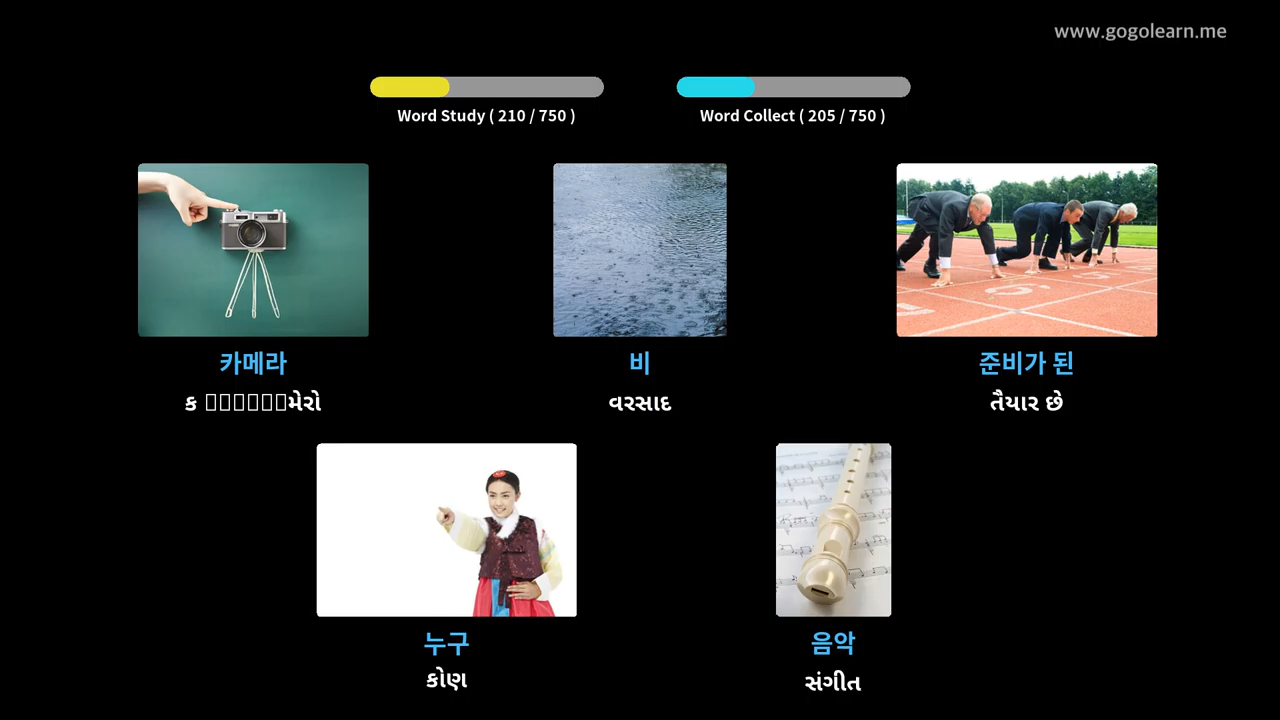 www.gogolearn.me
Word Study ( 210 / 750 )
Word Collect ( 205 / 750 )
카메라
비
준비가 된
ક □□□□□□મેરો
વરસાદ
તૈયાર છે
누구
음악
કોણ
સંગીત